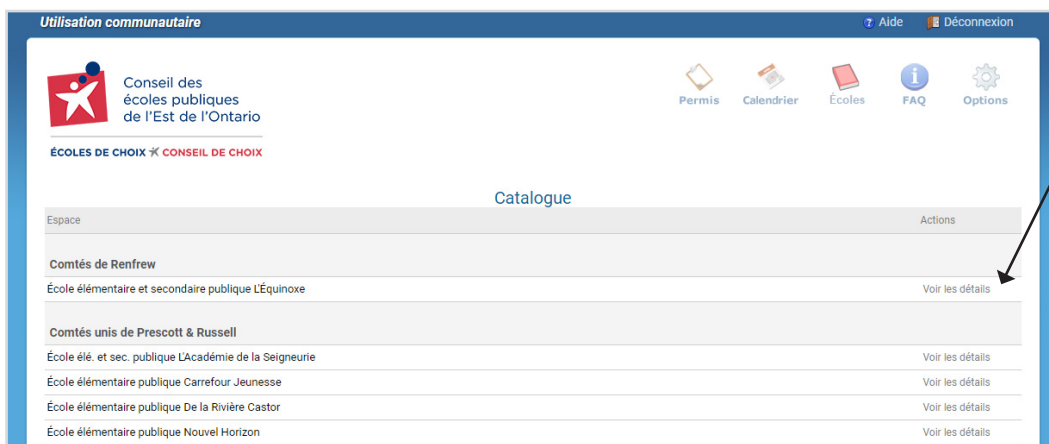 Utilisation communautaire
Aide
Déconnexion
Conseil des
écoles publiques
de l'Est de l'Ontario
ÉCOLES DE CHOIX CONSEIL DE CHOIX
Permis
Calendrier
Écoles
FAQ
Options
Catalogue
Espace Actions
Comtés de Renfrew
École élémentaire et secondaire publique L'Équinoxe Voir les détails
Comtés unis de Prescott & Russell
École élé. et sec. publique L'Académie de la Seigneurie Voir les détails
École élémentaire publique Carrefour Jeunesse Voir les détails
École élémentaire publique De la Rivière Castor Voir les détails
École élémentaire publique Nouvel Horizon Voir les détails